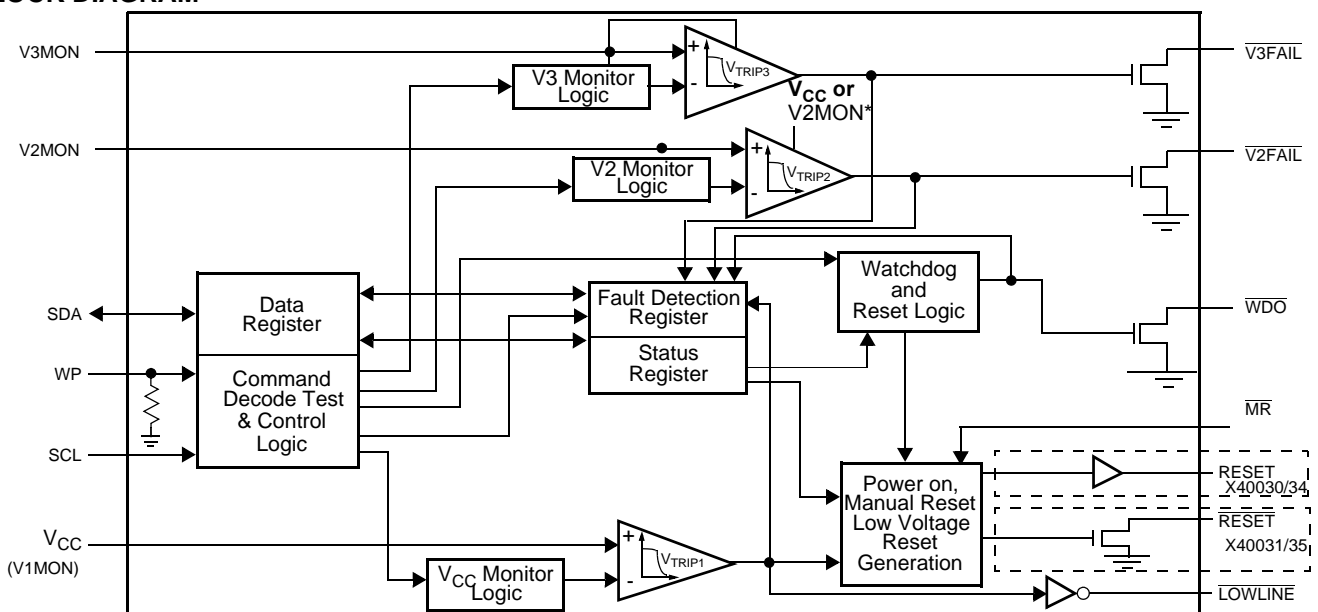 BLOCK DIAGRAM
V3MON
V3 Monitor
Logic
+
-
VTRIP3
V3FAIL
VCC or
V2MON*
V2MON
V2 Monitor
Logic
+
-
VTRIP2
V2FAIL
SDA
WP
SCL
Data
Register
Command
Decode Test
& Control
Logic
Fault Detection
Register
Status
Register
Watchdog
and
Reset Logic
WDO
MR
Power on,
Manual Reset
Low Voltage
Reset
Generation
RESET
X40030/34
RESET
X40031/35
VCC
(V1MON)
VCC Monitor
Logic
+
-
VTRIP1
LOWLINE